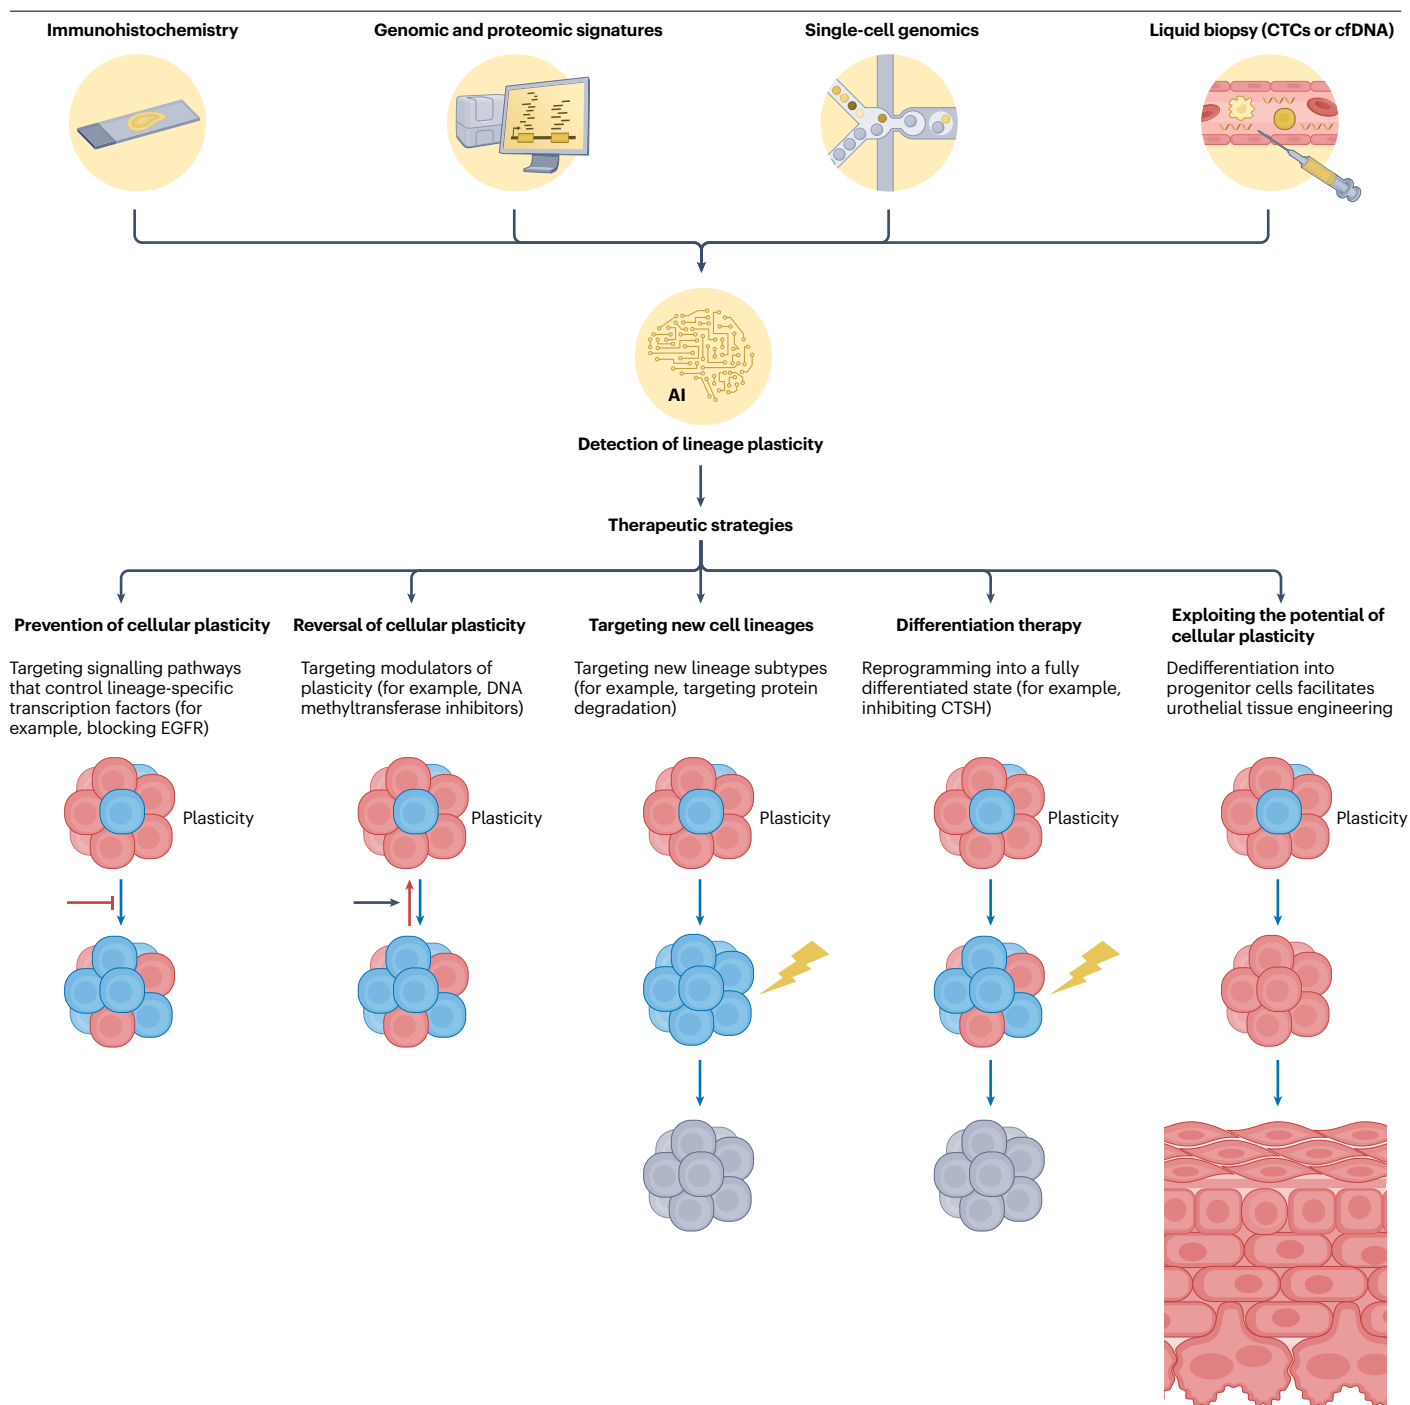 Immunohistochemistry
Genomic and proteomic signatures
Single-cell genomics
Liquid biopsy (CTCs or cfDNA)
AI
Detection of lineage plasticity
Therapeutic strategies
Prevention of cellular plasticity
Targeting signalling pathways
that control lineage-specific
transcription factors (for
example, blocking EGFR)
Plasticity
Reversal of cellular plasticity
Targeting modulators of
plasticity (for example, DNA
methyltransferase inhibitors)
Plasticity
Targeting new cell lineages
Targeting new lineage subtypes
(for example, targeting protein
degradation)
Plasticity
Differentiation therapy
Reprogramming into a fully
differentiated state (for example,
inhibiting CTSH)
Plasticity
Exploiting the potential of
cellular plasticity
Dedifferentiation into
progenitor cells facilitates
urothelial tissue engineering
Plasticity